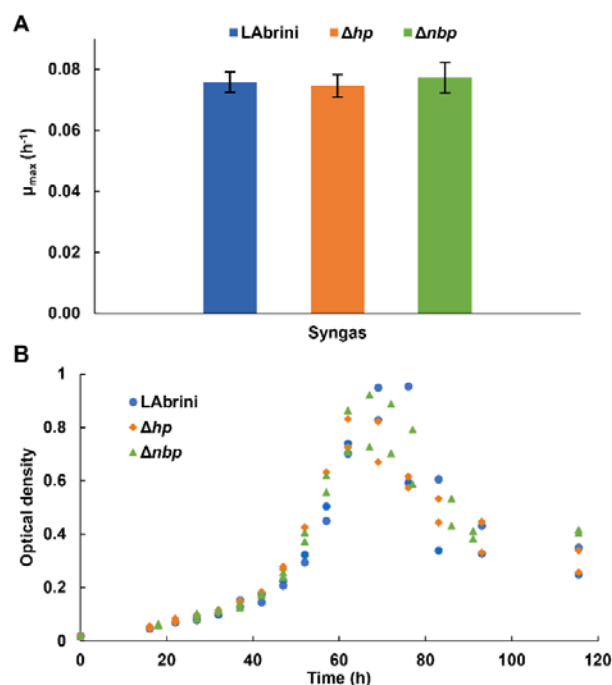 A
LAbrini Δhp Δnbp
0.08
0.06
0.04
0.02
0.00
μmax (h-1)
Syngas
B
LAbrini
Δhp
Δnbp
1
0.8
0.6
0.4
0.2
0
Optical density
0 20 40 60 80 100 120
Time (h)